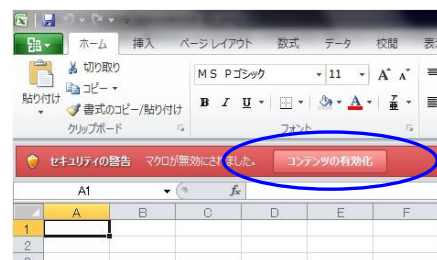 ホーム 挿入 ページ レイアウト 数式 データ 校閲 表
切り取り
コピー
書式のコピー/貼り付け
貼り付け
クリップボード
ＭＳ Ｐゴシック 11 A A
B I U A
フォント
セキュリティの警告 マクロが無効にされました。 コンテンツの有効化
A1 fx
A B C D E F
1
2